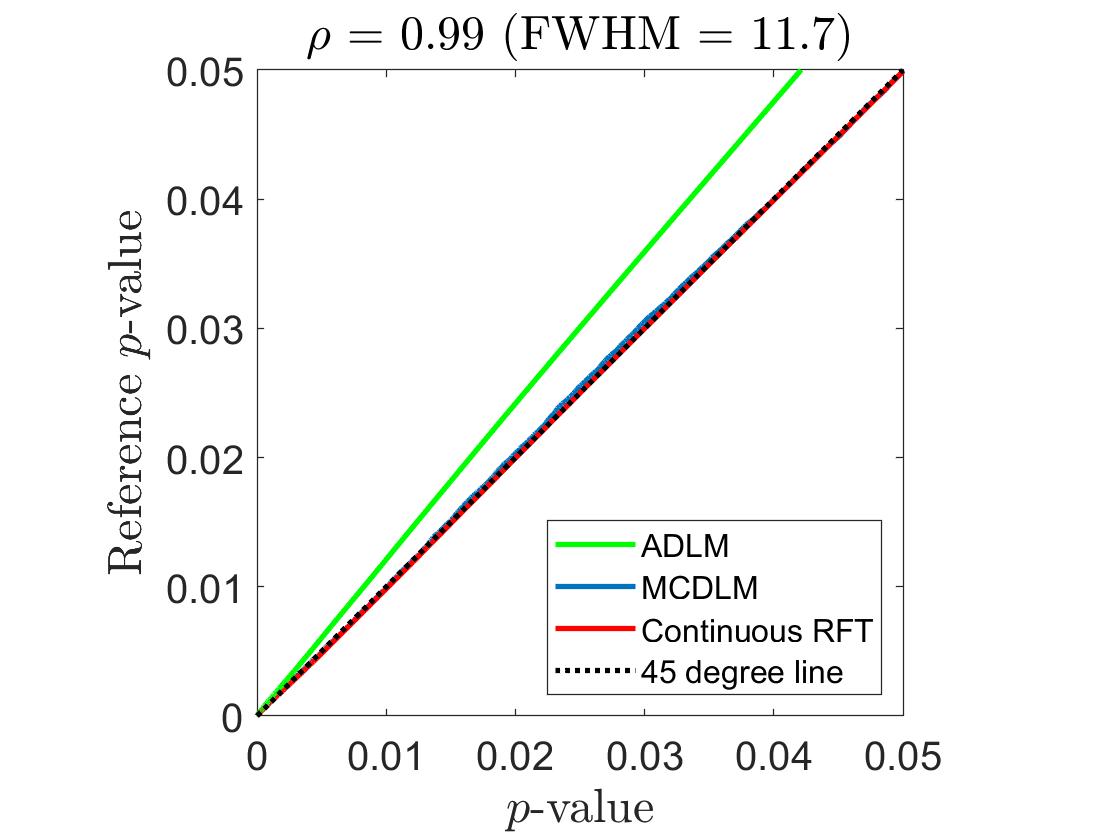 ρ = 0.99 (FWHM = 11.7)
0.05
0.04
0.03
0.02
0.01
0
Reference p-value
ADLM
MCDLM
Continuous RFT
45 degree line
0 0.01 0.02 0.03 0.04 0.05
p-value